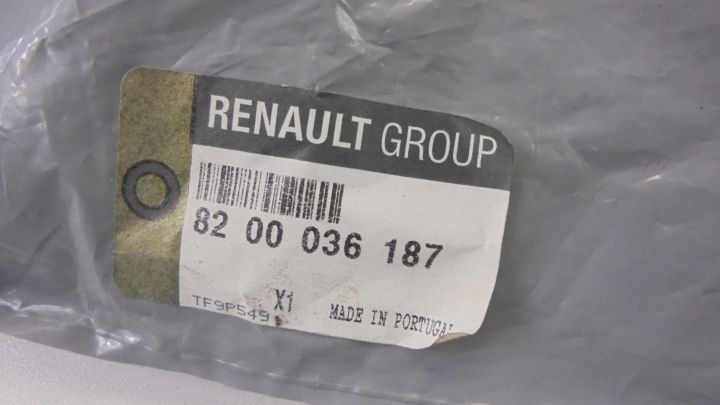 RENAULT GROUP
82 00 036 187
X1
TF9P549 MADE IN PORTUGAL